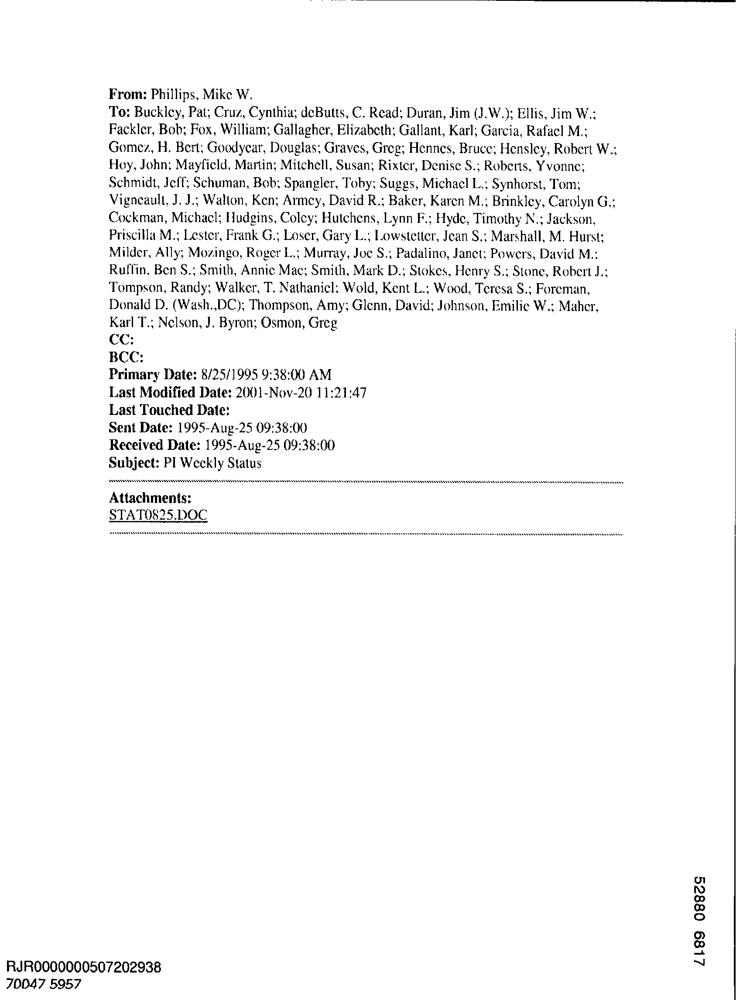 From: Phillips, Mike W.
To: Buckley, Pat; Cruz, Cynthia; deButts, C. Read; Duran, Jim (J.W.); Ellis, Jim W.;
Fackler, Bob; Fox, William; Gallagher, Elizabeth; Gallant, Karl; Garcia, Rafael M.;
Gomez, H. Bert; Goodyear, Douglas; Graves, Greg; Hennes, Bruce; Hensley, Robert W.;
Hoy, John; Mayfield, Martin; Mitchell, Susan; Rixter, Denise S.; Roberts, Yvonne;
Schmidt, Jeff; Schuman, Bob; Spangler, Toby; Suggs, Michael L.; Synhorst, Tom;
Vigneault, J. J.; Walton, Ken; Armey, David R.; Baker, Karen M.; Brinkley, Carolyn G.;
Cockman, Michael; Hudgins, Coley; Hutchens, Lynn F.; Hyde, Timothy N.; Jackson,
Priscilla M.; Lester, Frank G.; Loser, Gary L.; Lowstetter, Jean S.; Marshall, M. Hurst;
Milder, Ally; Mozingo, Roger L.; Murray, Joe S.; Padalino, Janet; Powers, David M.;
Ruffin, Ben S.; Smith, Annie Mae; Smith, Mark D.; Stokes, Henry S.; Stone, Robert J.;
Tompson, Randy; Walker, T. Nathaniel; Wold, Kent L.; Wood, Teresa S.; Foreman,
Donald D. (Wash.,DC); Thompson, Amy; Glenn, David; Johnson, Emilie W.; Maher,
Karl T.; Nelson, J. Byron; Osmon, Greg
CC:
BCC:
Primary Date: 8/25/1995 9:38:00 AM
Last Modified Date: 2001-Nov-20 11:21:47
Last Touched Date:
Sent Date: 1995-Aug-25 09:38:00
Received Date: 1995-Aug-25 09:38:00
Subject: PI Weekly Status
Attachments:
STAT0825.DOC
52880 6817
RJR0000000507202938
70047 5957